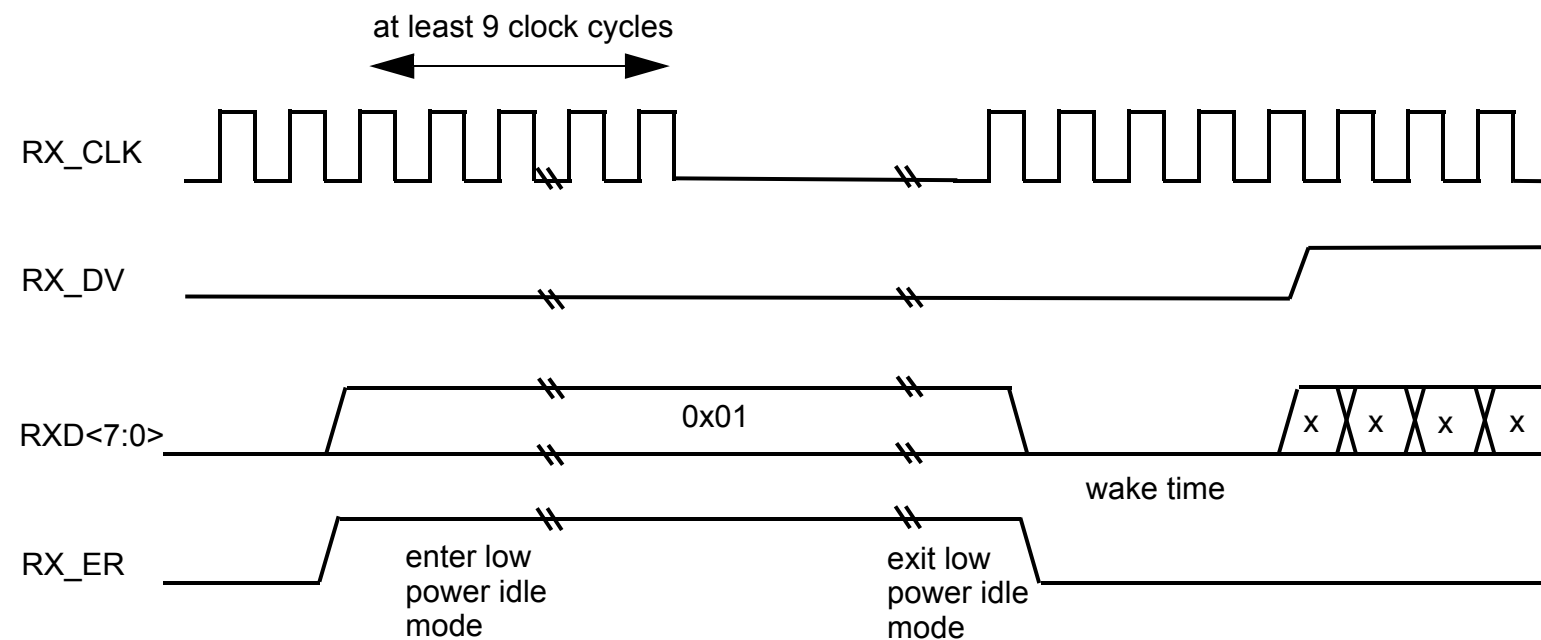 at least 9 clock cycles
RX_CLK
RX_DV
RXD<7:0>
0x01
x x x x
wake time
RX_ER
enter low
power idle
mode
exit low
power idle
mode